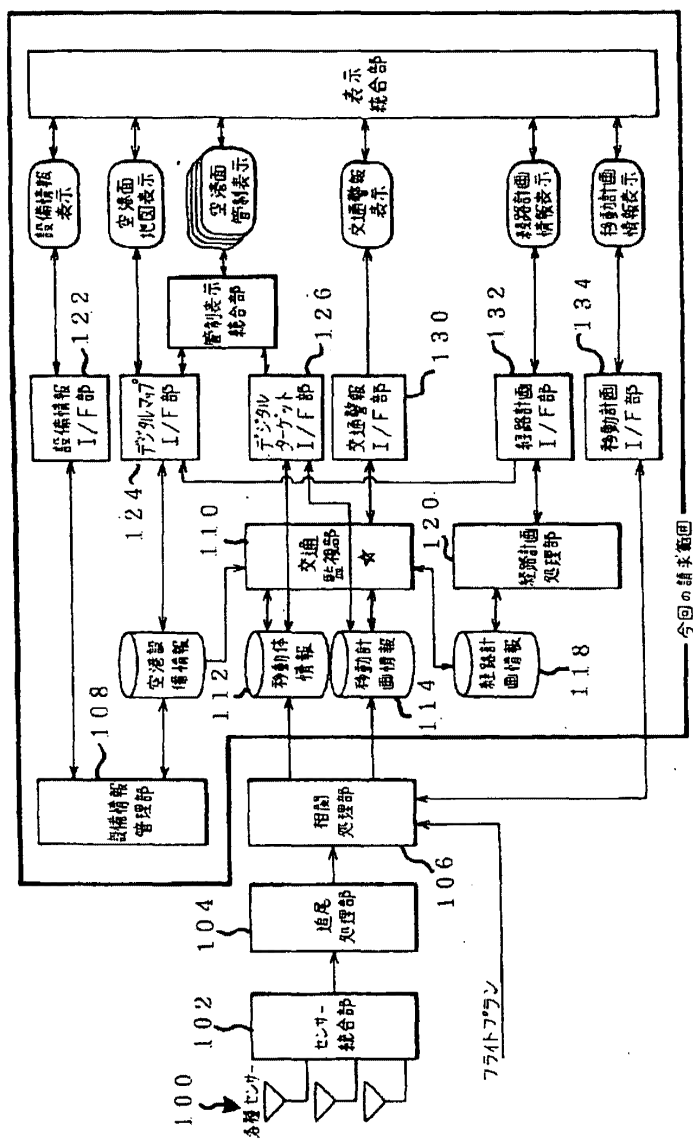 100
各種センサー
102
センサー
統合部
104
追尾
処理部
106
相関
処理部
フライトプラン
108
設備情報
管理部
空港設
備情報
112
移動体
情報
114
移動計
画情報
118
経路計
画情報
110
交通
監視部
☆
120
経路計画
処理部
122
設備情報
I/F部
124
デジタルマップ
I/F部
126
デジタル
ターゲット
I/F部
130
交通警報
I/F部
132
経路計画
I/F部
134
移動計画
I/F部
管制表示
統合部
設備情報
表示
空港面
地図表示
空港面
管制表示
交通警報
表示
経路計画
情報表示
移動計画
情報表示
表示
統合部
今回の請求範囲